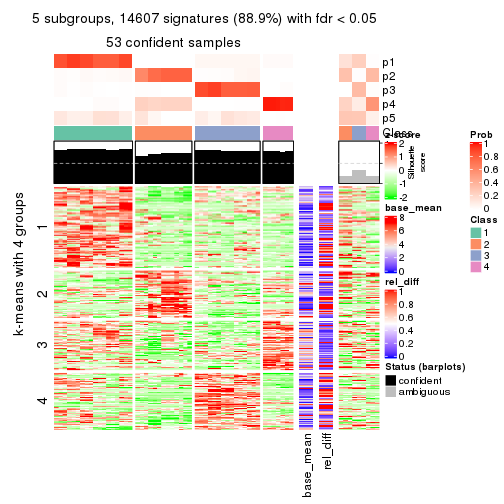 5 subgroups, 14607 signatures (88.9%) with fdr < 0.05
53 confident samples
p1
p2
p3
p4
p5
Class
z-score
2
1
0
-1
-2
Silhouette
score
Prob
1
0.8
0.6
0.4
0.2
0
base_mean
8
6
4
2
0
Class
1
2
3
4
rel_diff
1
0.8
0.6
0.4
0.2
0
Status (barplots)
confident
ambiguous
k-means with 4 groups
1
2
3
4
base_mean
rel_diff